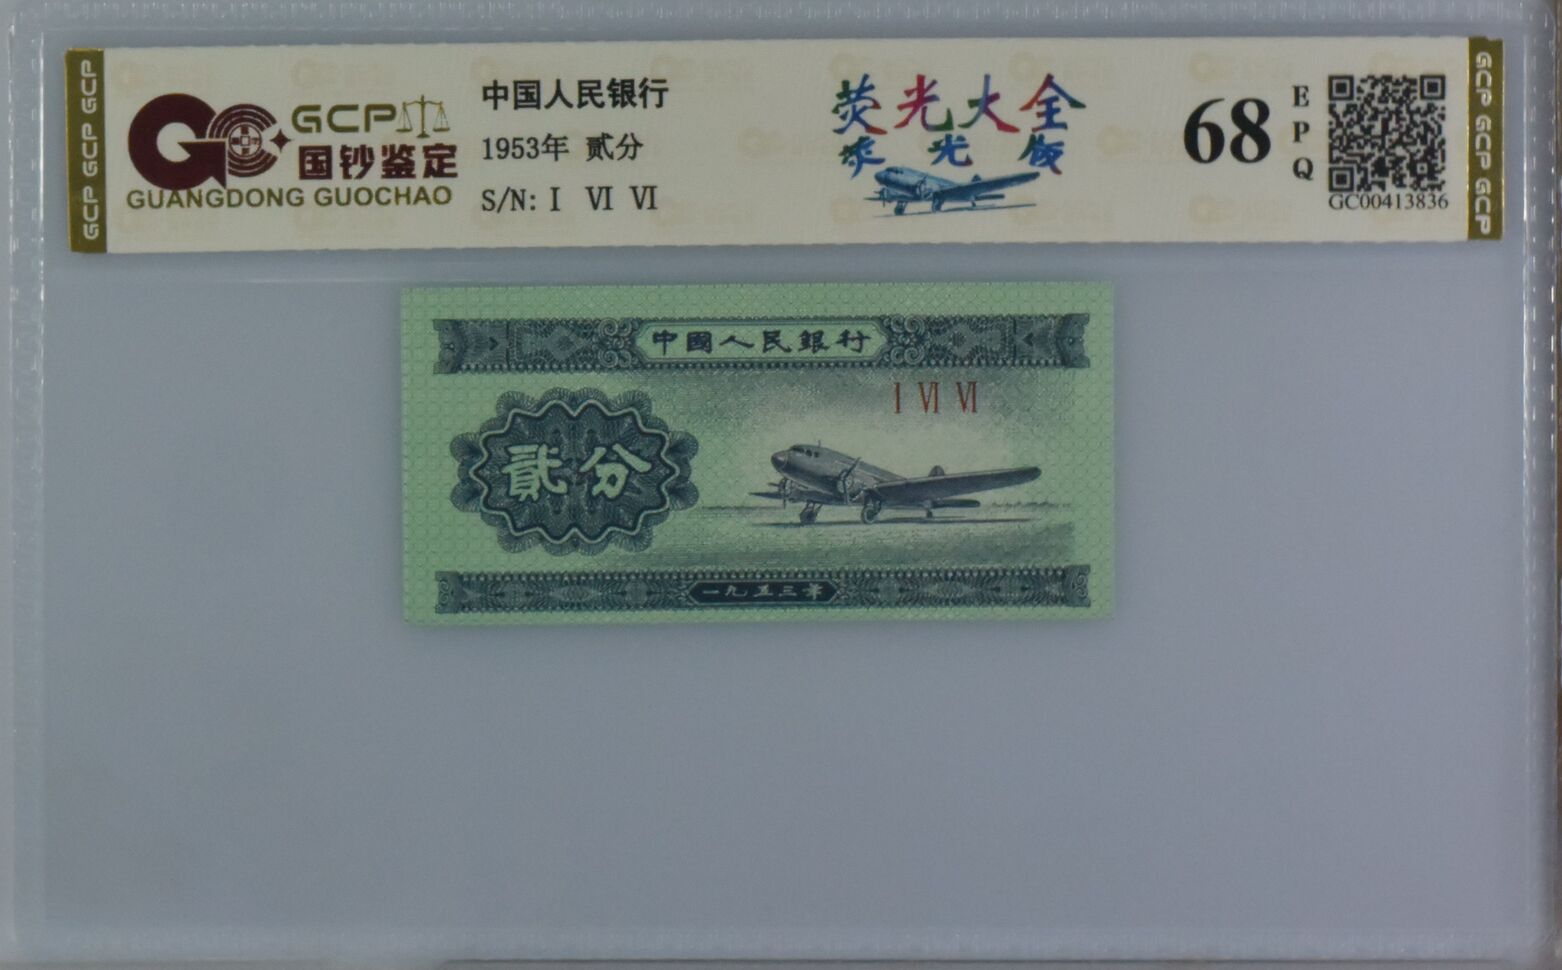 GCP GCP GCP
GCP
国钞鉴定
GUANGDONG GUOCHAO
中国人民银行
1953年 贰分
S/N: I VI VI
荧光大全
荧光版
68
E
P
Q
GC00413836
GCP GCP GCP
中國人民銀行
I VI VI
貳分
一九五三年